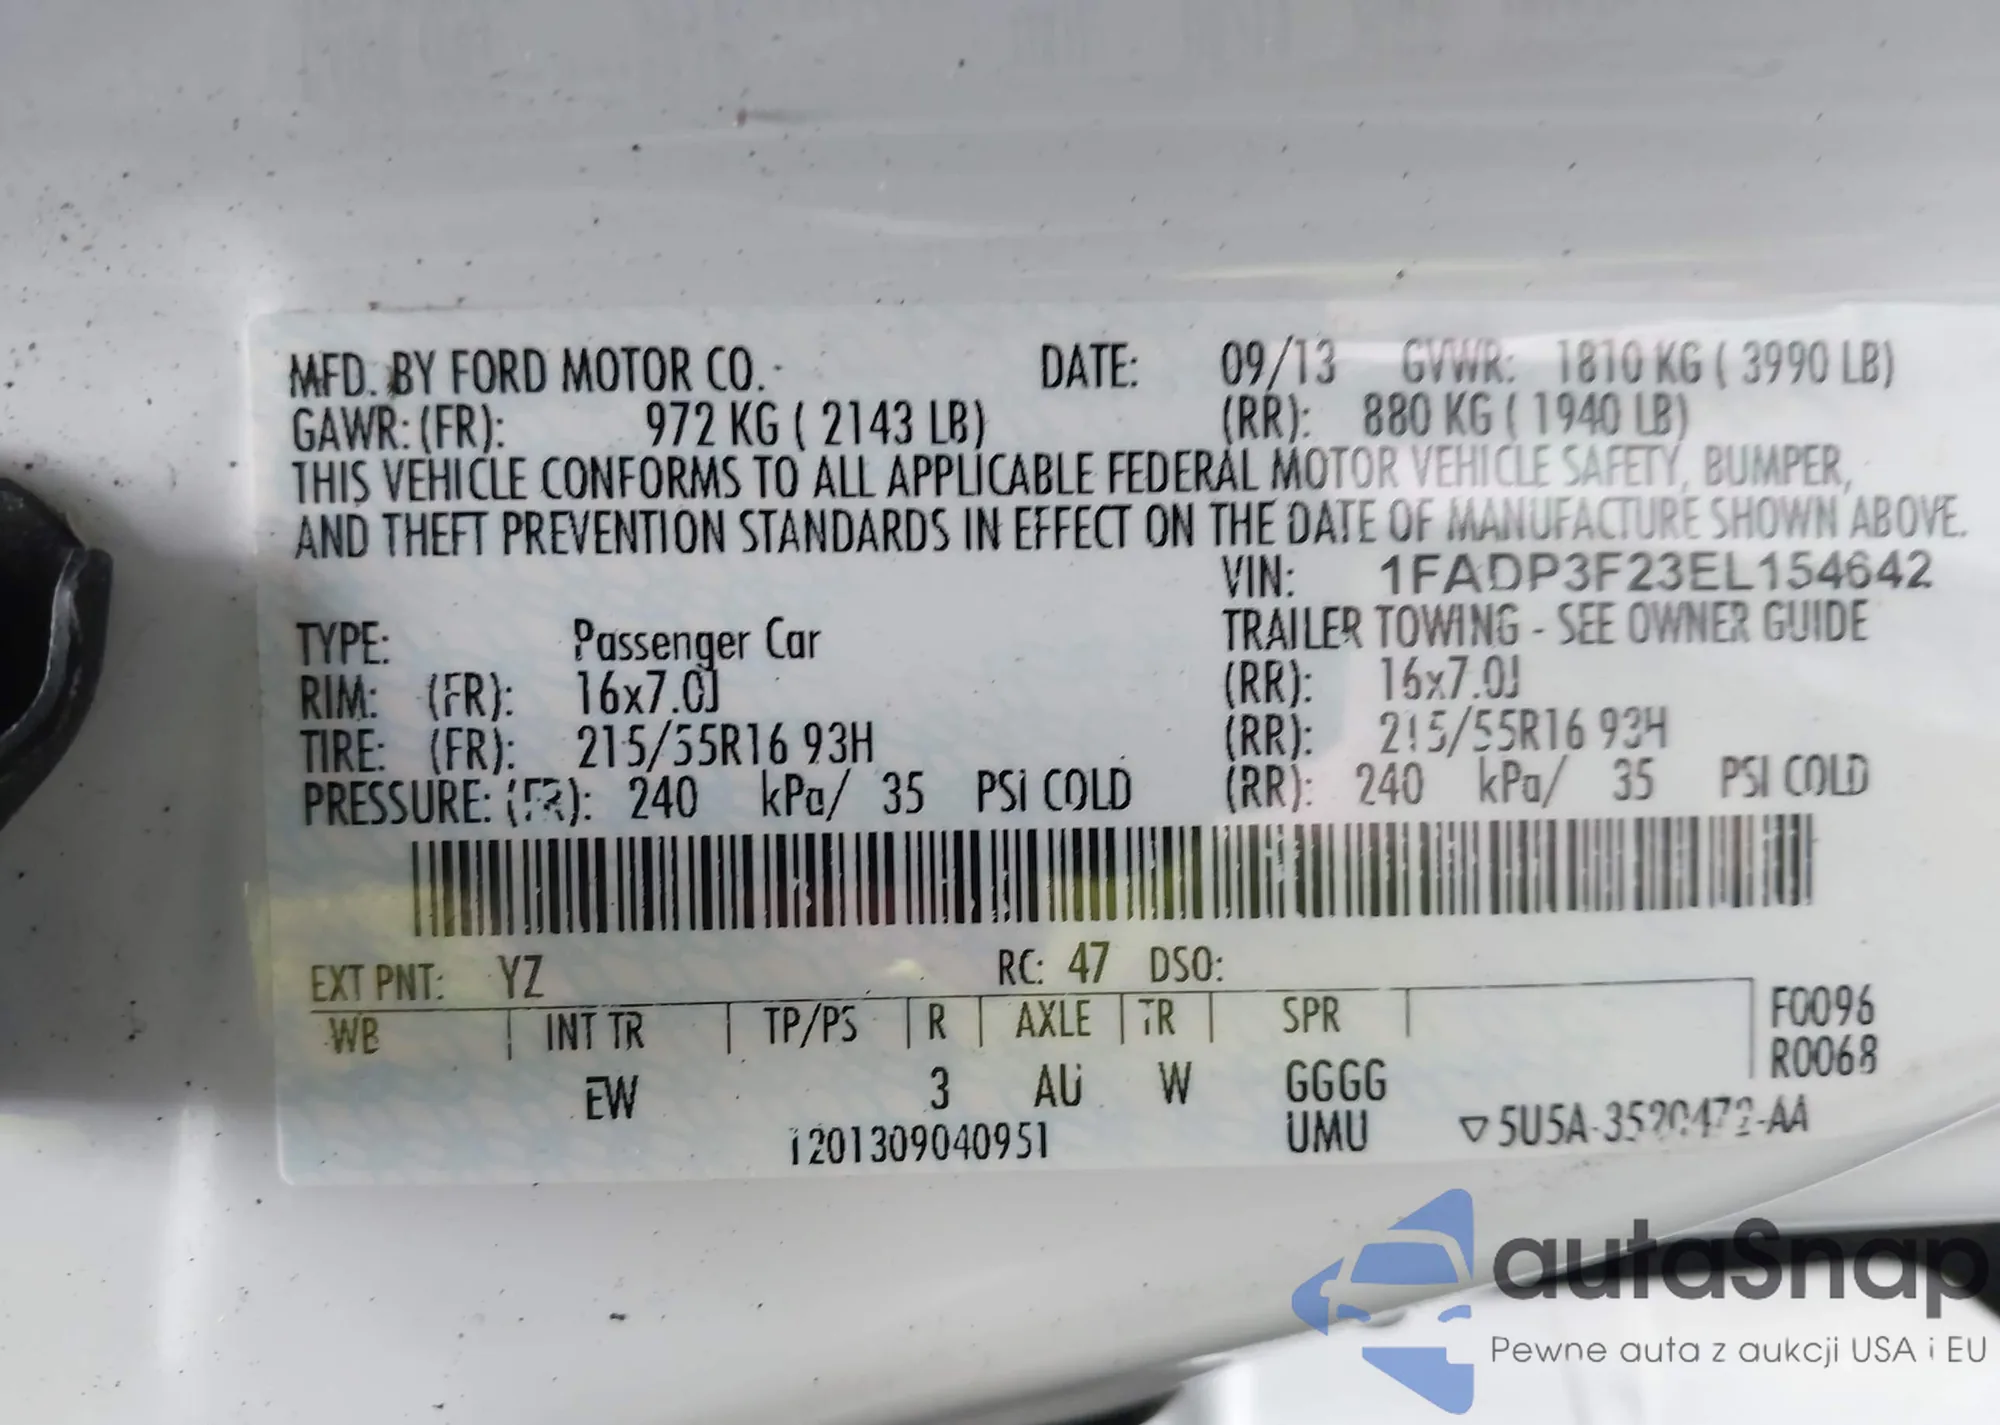 MFD. BY FORD MOTOR CO. DATE: 09/13 GVWR: 1810 KG ( 3990 LB)
GAWR: (FR): 972 KG ( 2143 LB) (RR): 880 KG ( 1940 LB)
THIS VEHICLE CONFORMS TO ALL APPLICABLE FEDERAL MOTOR VEHICLE SAFETY, BUMPER,
AND THEFT PREVENTION STANDARDS IN EFFECT ON THE DATE OF MANUFACTURE SHOWN ABOVE.
VIN: 1FADP3F23EL154642
TYPE: Passenger Car TRAILER TOWING - SEE OWNER GUIDE
RIM: (FR): 16x7.0J (RR): 16x7.0J
TIRE: (FR): 215/55R16 93H (RR): 215/55R16 93H
PRESSURE: (FR): 240 kPa/ 35 PSI COLD (RR): 240 kPa/ 35 PSI COLD
EXT PNT: YZ RC: 47 DSO:
WB INT TR TP/PS R AXLE TR SPR F0096
R0068
EW 3 AU W GGGG
1201309040951 UMU ▽5U5A-3520472-AA
autaSnap
Pewne auta z aukcji USA i EU